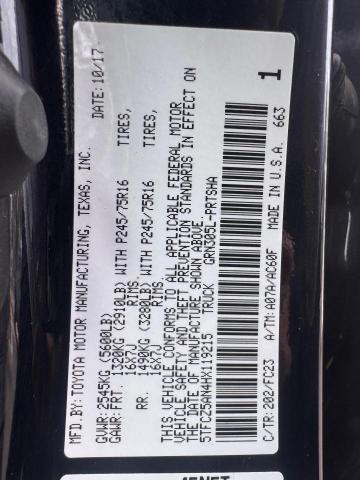 MFD. BY: TOYOTA MOTOR MANUFACTURING, TEXAS, INC. DATE: 10/17
GVWR: 2545KG (5600LB)
GAWR: FRT. 1320KG (2910LB) WITH P245/75R16 TIRES,
16X7J RIMS,
RR. 1490KG (3280LB) WITH P245/75R16 TIRES,
16X7J RIMS
THIS VEHICLE CONFORMS TO ALL APPLICABLE FEDERAL MOTOR
VEHICLE SAFETY AND THEFT PREVENTION STANDARDS IN EFFECT ON
THE DATE OF MANUFACTURE SHOWN ABOVE.
5TFCZ5AN4HX119215 TRUCK GRN305L-PRTSHA 1
C/TR: 202/FC23 A/TM: A07A/AC60F MADE IN U.S.A. 663